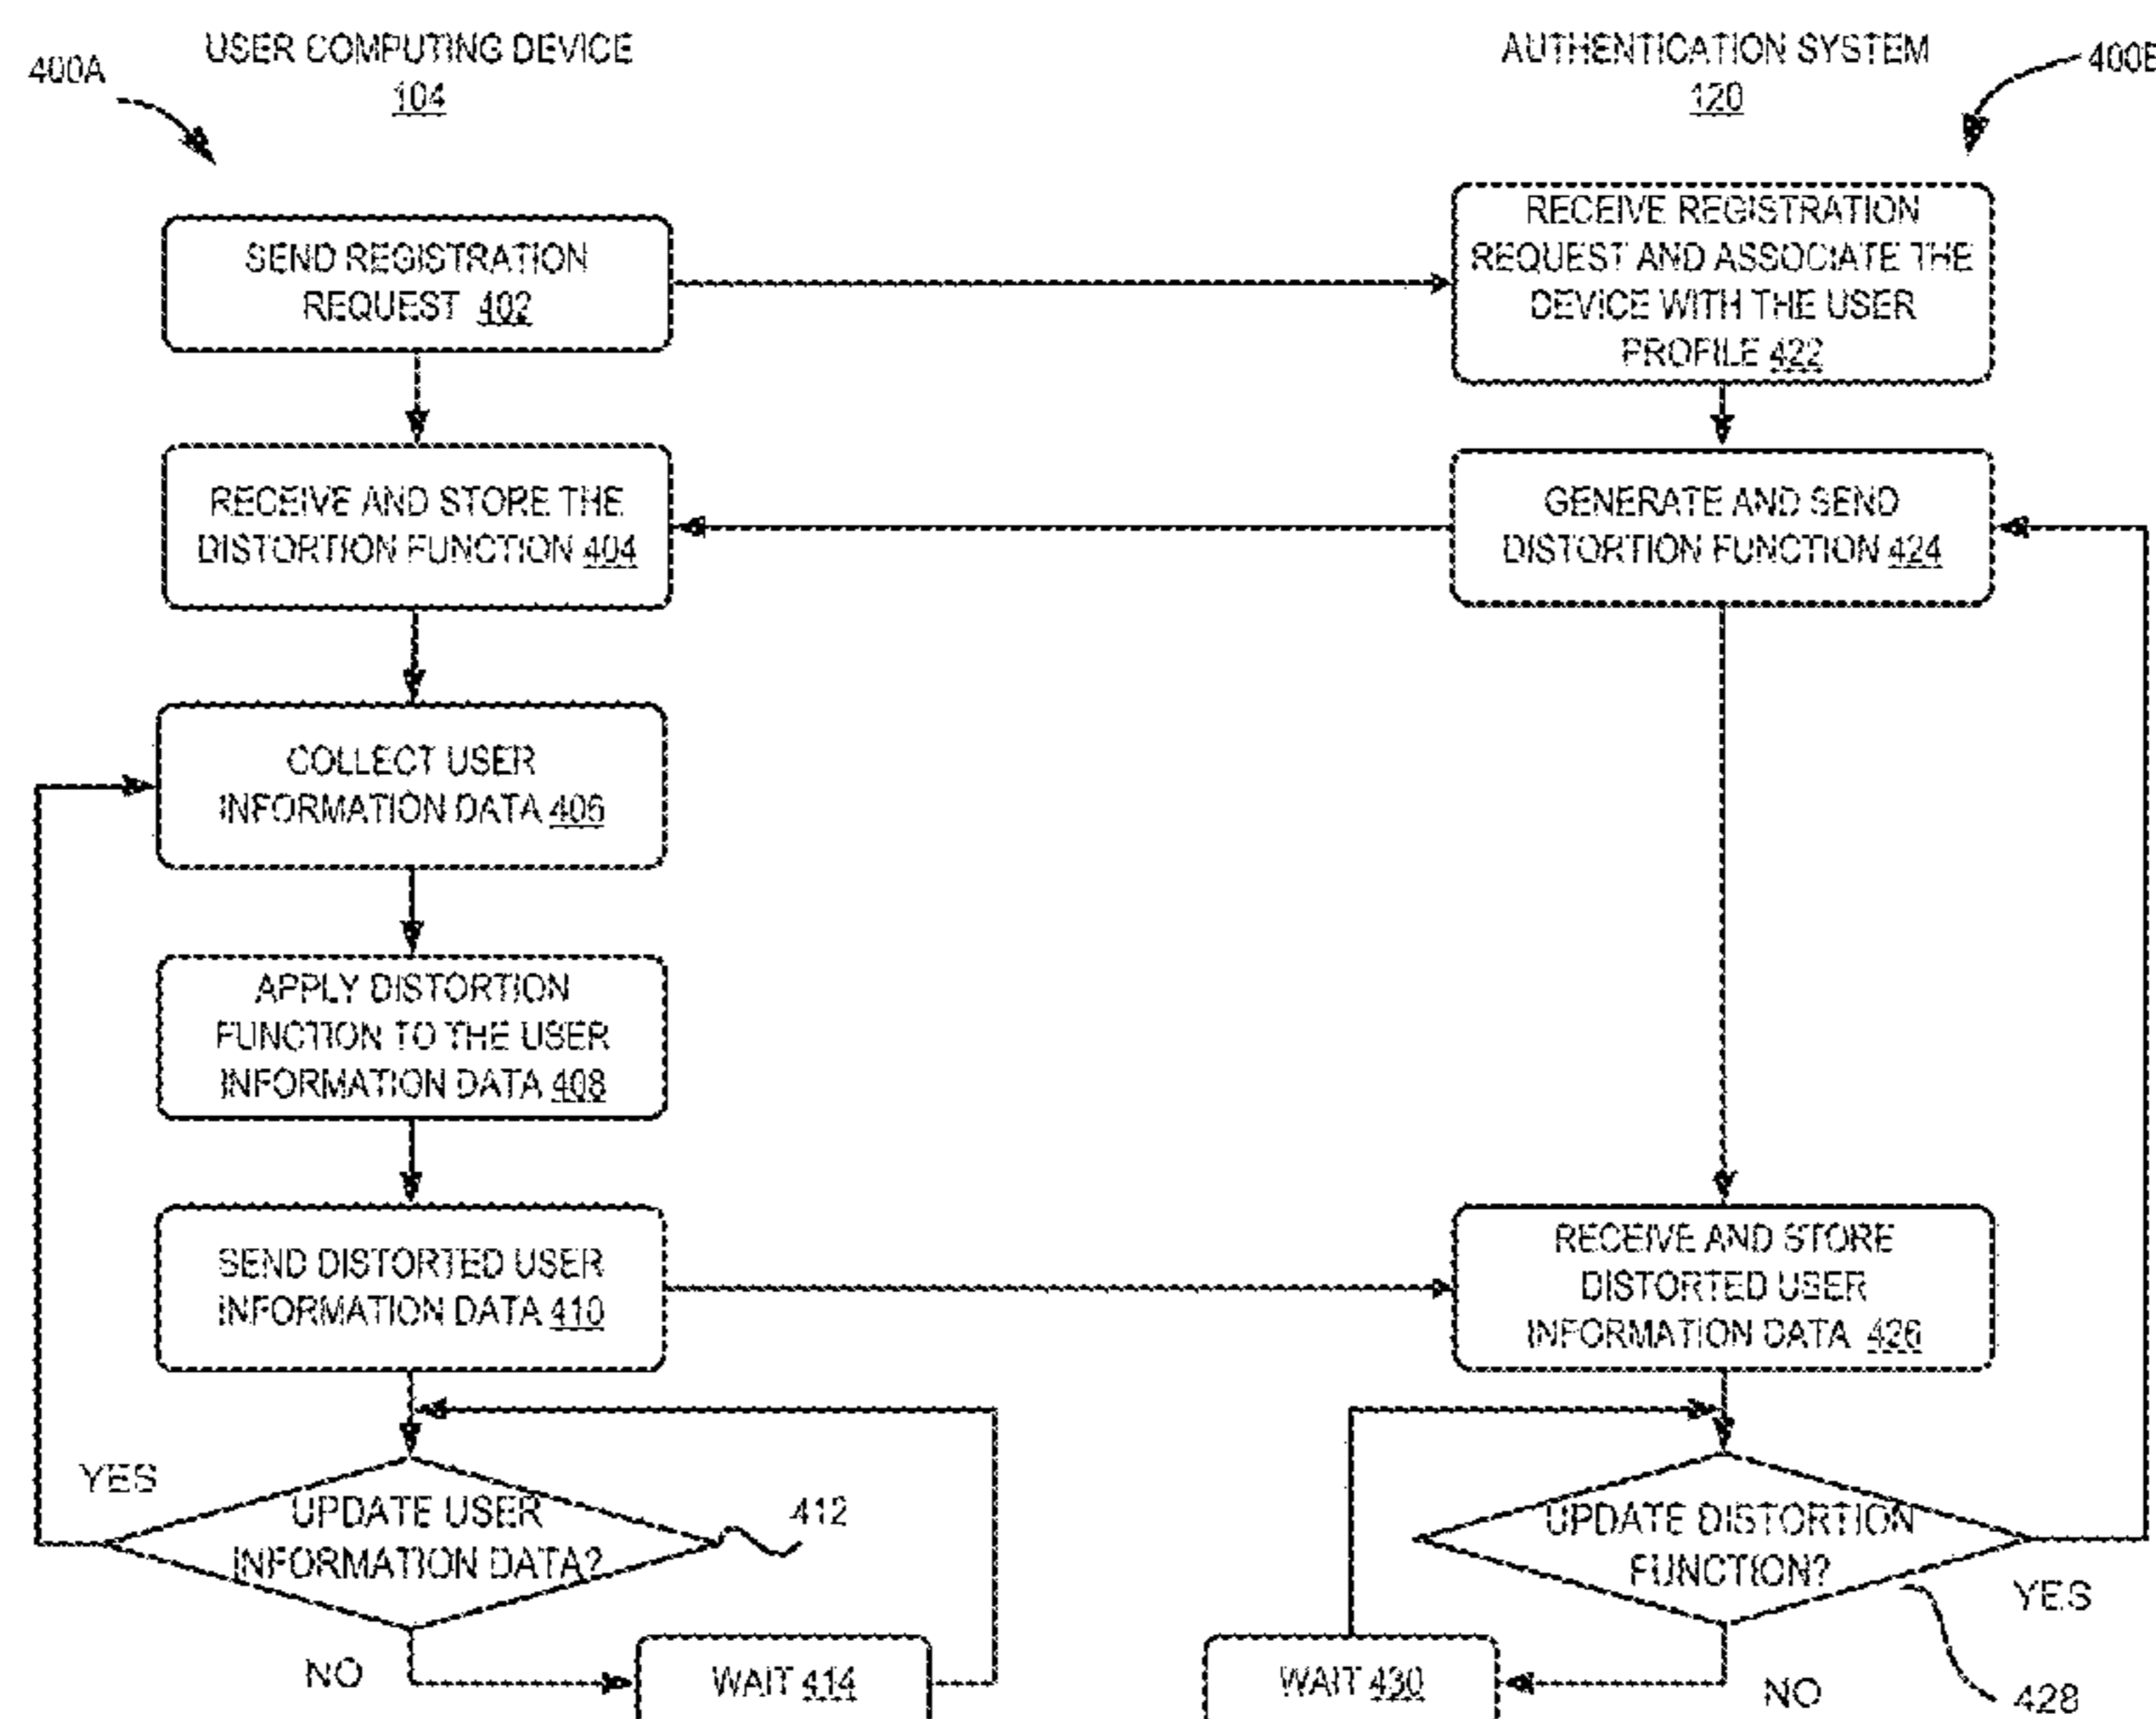 400A
USER COMPUTING DEVICE
104
AUTHENTICATION SYSTEM
120
400B
SEND REGISTRATION
REQUEST 402
RECEIVE REGISTRATION
REQUEST AND ASSOCIATE THE
DEVICE WITH THE USER
PROFILE 422
RECEIVE AND STORE THE
DISTORTION FUNCTION 404
GENERATE AND SEND
DISTORTION FUNCTION 424
COLLECT USER
INFORMATION DATA 406
APPLY DISTORTION
FUNCTION TO THE USER
INFORMATION DATA 408
SEND DISTORTED USER
INFORMATION DATA 410
RECEIVE AND STORE
DISTORTED USER
INFORMATION DATA 426
YES
UPDATE USER
INFORMATION DATA?
412
UPDATE DISTORTION
FUNCTION?
YES
NO
WAIT 414
WAIT 430
NO
428